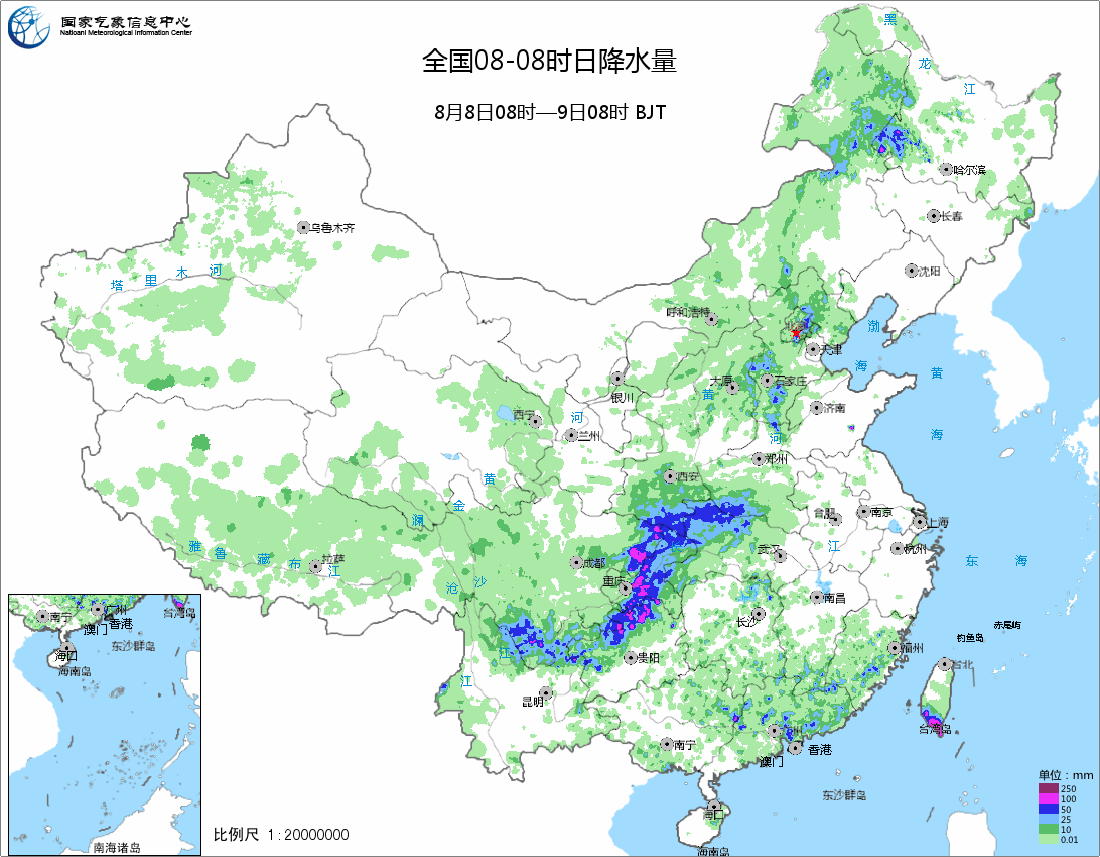 国家气象信息中心
Nationanl Meteorological Information Center
全国08-08时日降水量
8月8日08时—9日08时 BJT
黑
龙
江
哈尔滨
长春
沈阳
乌鲁木齐
塔 里 木 河
呼和浩特
北京
天津
渤
海
黄
海
银川
太原
石家庄
黄
河
济南
西宁
兰州
河
郑州
西安
黄
金
澜
沧
沙
江
合肥
南京
上海
武汉
杭州
江
东 海
雅 鲁 藏 布 江
拉萨
成都
重庆
南昌
长沙
贵阳
江
昆明
福州
钓鱼岛
赤尾屿
台北
台湾岛
南宁
广州
香港
澳门
东沙群岛
海口
海南岛
南宁
广州
香港
澳门
台湾岛
东沙群岛
海口
海南岛
南海诸岛
比例尺 1:20000000
单位：mm
250
100
50
25
10
0.01